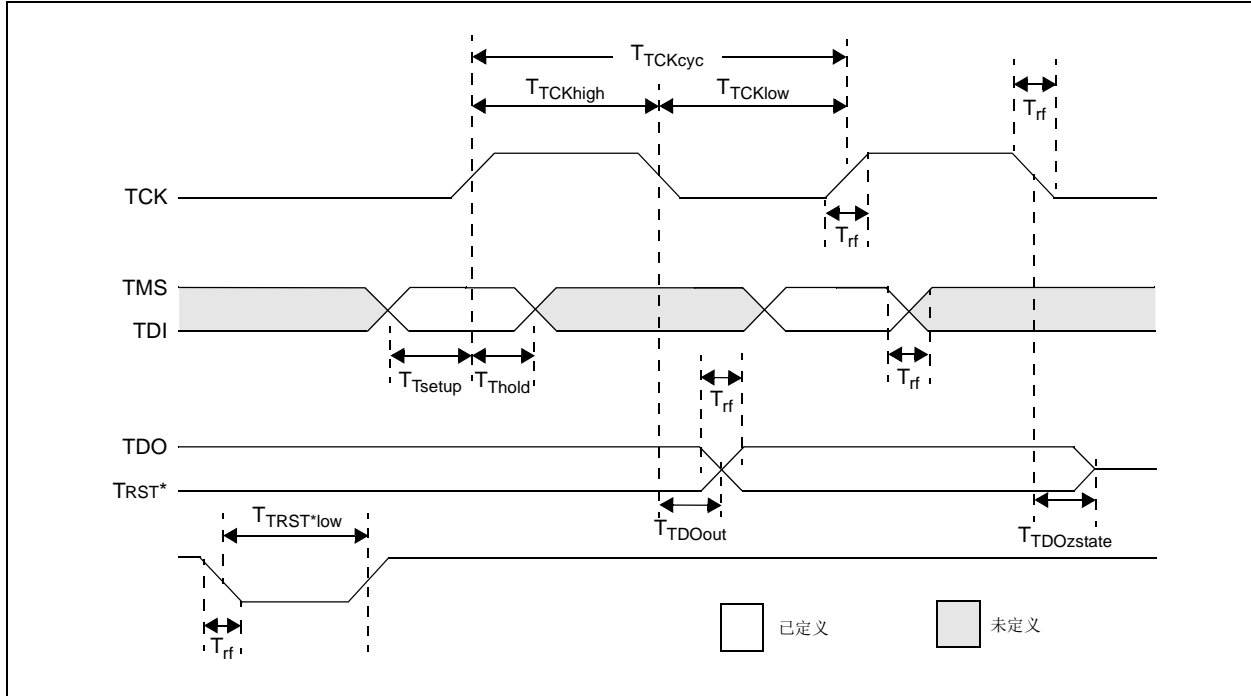 TTCKcyc
TTCKhigh
TTCKlow
Trf
TCK
Trf
TMS
TDI
TTsetup
TThold
Trf
Trf
TDO
TRST*
TTRST*low
TTDOout
TTDOzstate
Trf
已定义
未定义